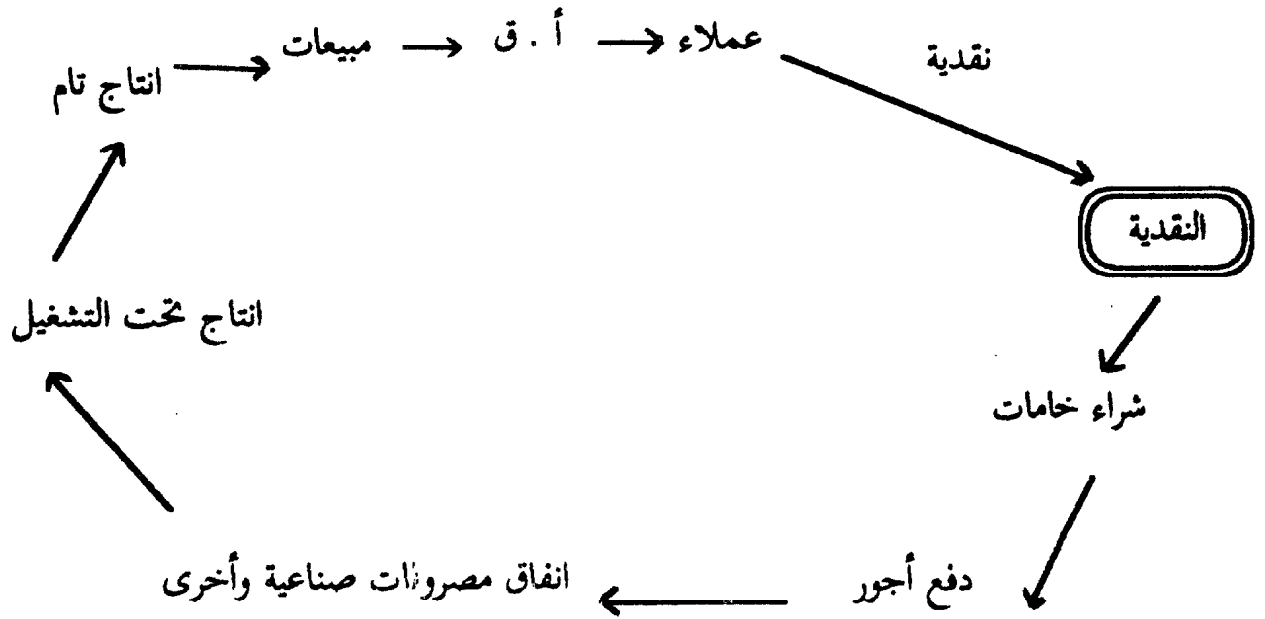 نقدية
عملاء
أ . ق
مبيعات
انتاج تام
النقدية
انتاج تحت التشغيل
شراء خامات
دفع أجور
انفاق مصروفات صناعية وأخرى